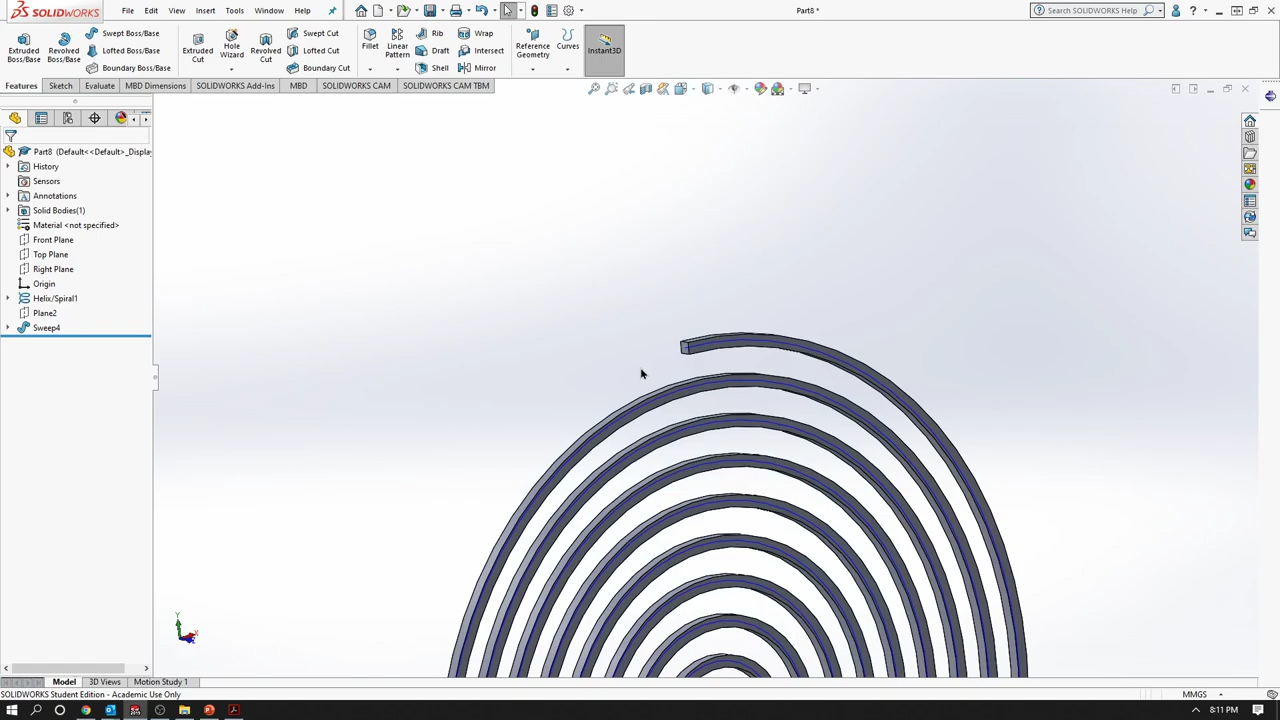 SOLIDWORKS
File Edit View Insert Tools Window Help
Part8 *
Search SOLIDWORKS Help
Extruded Boss/Base
Revolved Boss/Base
Swept Boss/Base
Lofted Boss/Base
Boundary Boss/Base
Extruded Cut
Hole Wizard
Revolved Cut
Swept Cut
Lofted Cut
Boundary Cut
Fillet
Linear Pattern
Rib
Draft
Shell
Wrap
Intersect
Mirror
Reference Geometry
Curves
Instant3D
Features Sketch Evaluate MBD Dimensions SOLIDWORKS Add-Ins MBD SOLIDWORKS CAM SOLIDWORKS CAM TBM
Part8 (Default<<Default>_Display
History
Sensors
Annotations
Solid Bodies(1)
Material <not specified>
Front Plane
Top Plane
Right Plane
Origin
Helix/Spiral1
Plane2
Sweep4
Y
X
Model 3D Views Motion Study 1
SOLIDWORKS Student Edition - Academic Use Only
MMGS
8:11 PM